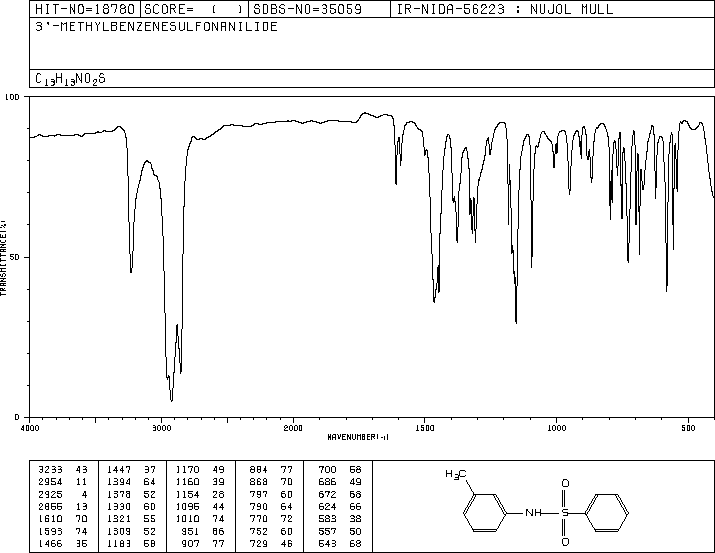 HIT-NO=18780 SCORE= ( ) SDBS-NO=35059 IR-NIDA-56223 : NUJOL MULL
3'-METHYLBENZENESULFONANILIDE
C13H13NO2S
100
50
0
TRANSMITTANCE(%)
4000 3000 2000 1500 1000 500
WAVENUMBER(-1)
3233 43 1447 37 1170 49 884 77 700 58
2954 11 1394 64 1160 39 868 70 686 49
2925 4 1378 52 1154 28 797 60 672 68
2855 13 1330 60 1095 44 790 64 624 66
1610 70 1321 55 1010 74 770 72 583 38
1593 74 1309 52 951 86 752 60 557 50
1466 35 1183 58 907 77 729 46 543 68
H3C
O
NH S
O